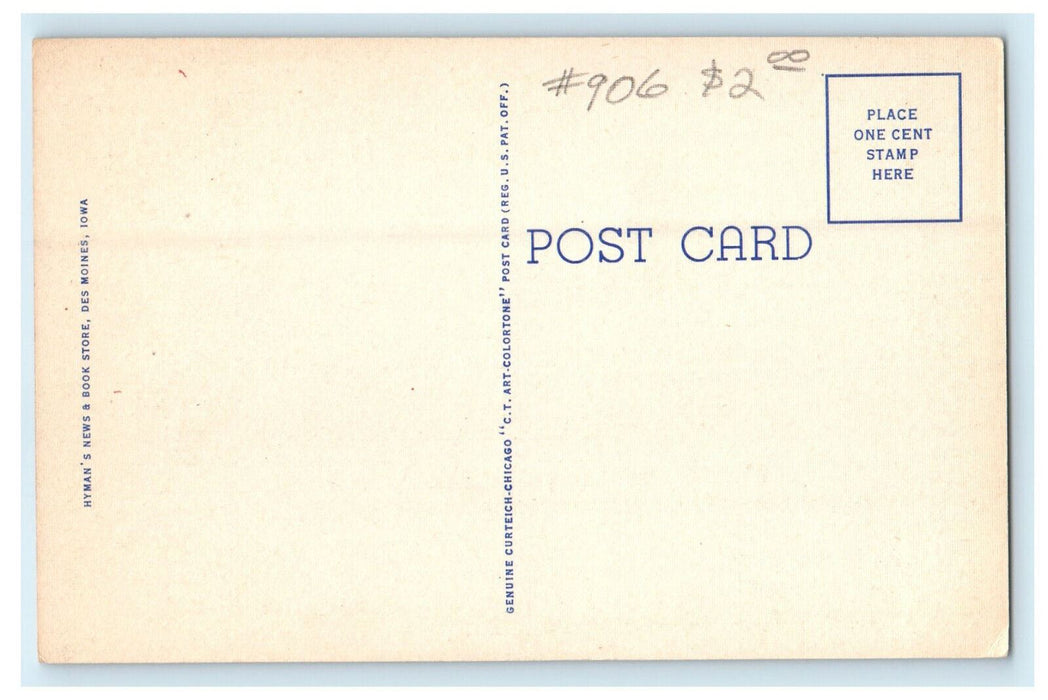 HYMAN'S NEWS & BOOK STORE, DES MOINES, IOWA
GENUINE CURTEICH-CHICAGO "C.T. ART-COLORTONE" POST CARD (REG. U.S. PAT. OFF.)
#906 $2.00
PLACE
ONE CENT
STAMP
HERE
POST CARD